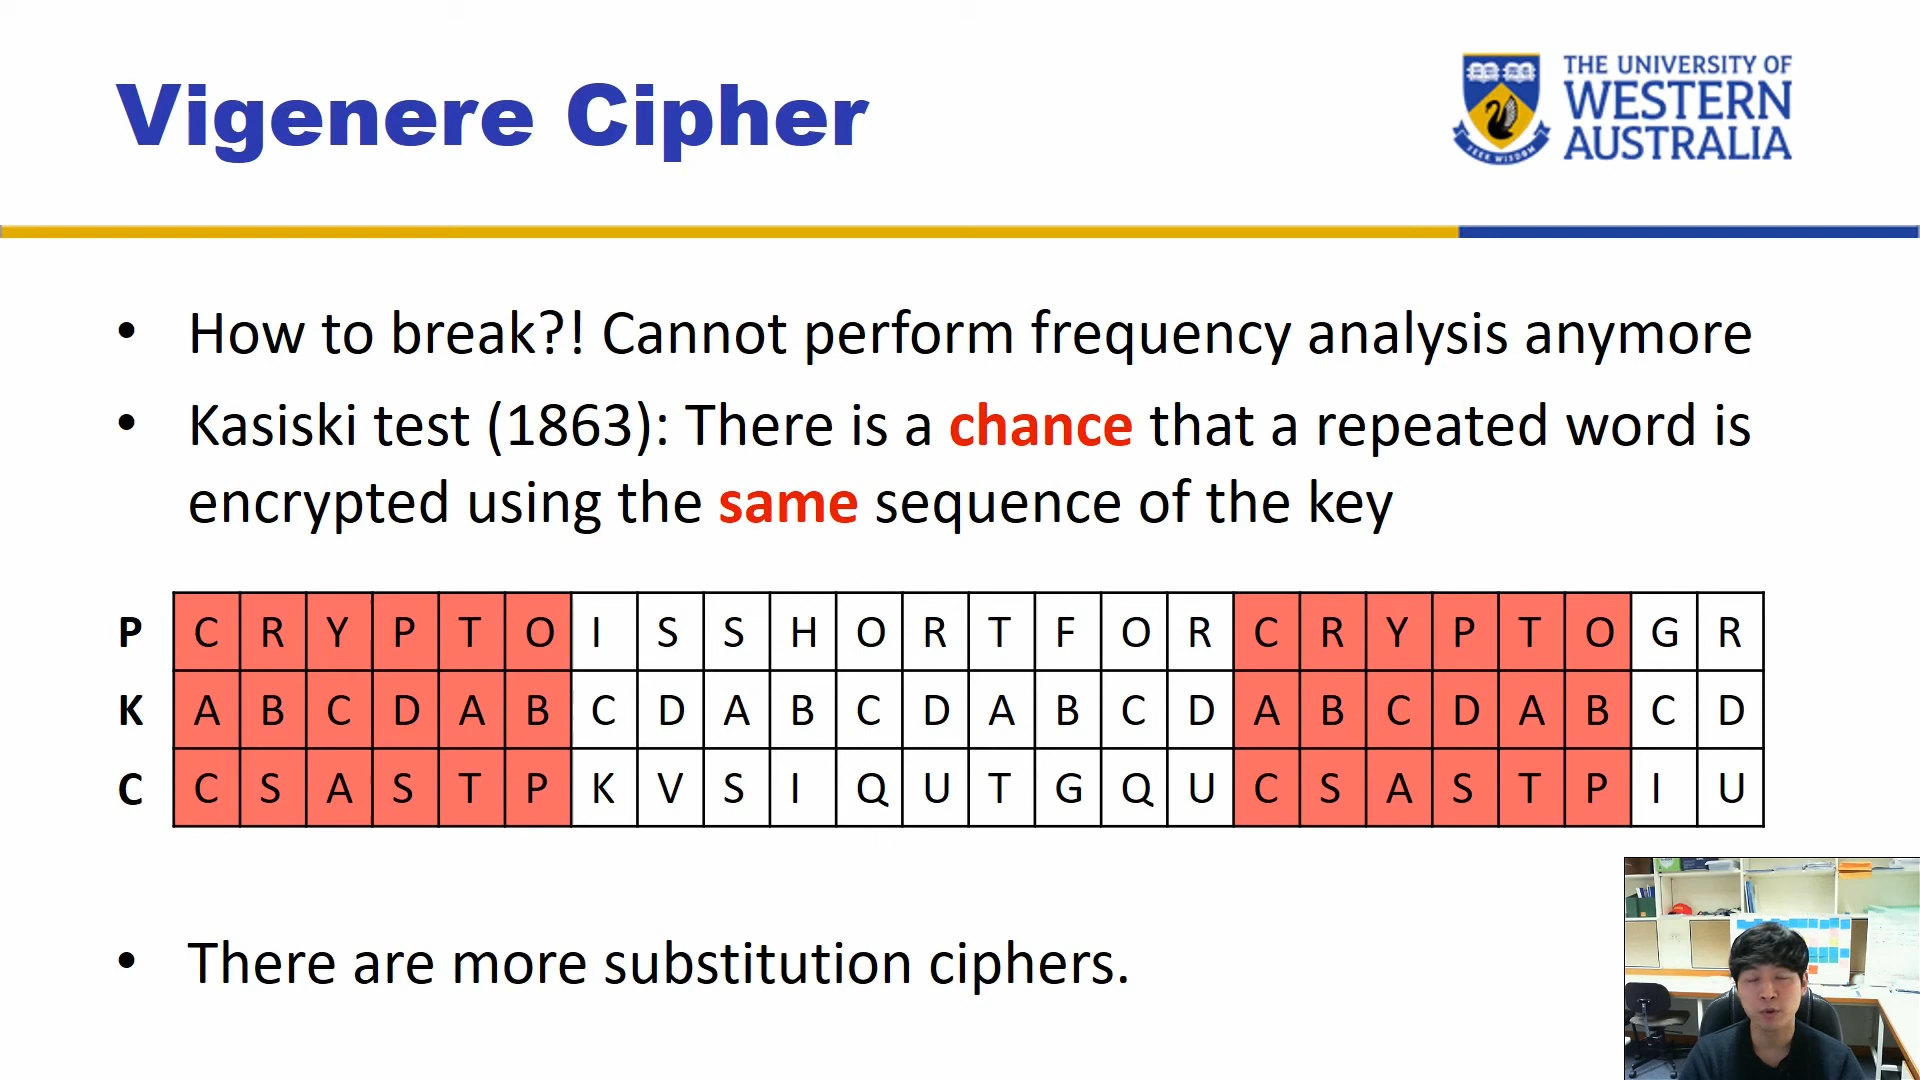 Vigenere Cipher
THE UNIVERSITY OF
WESTERN
AUSTRALIA
SEEK WISDOM
• How to break?! Cannot perform frequency analysis anymore
• Kasiski test (1863): There is a chance that a repeated word is
encrypted using the same sequence of the key
P C R Y P T O I S S H O R T F O R C R Y P T O G R
K A B C D A B C D A B C D A B C D A B C D A B C D
C C S A S T P K V S I Q U T G Q U C S A S T P I U
• There are more substitution ciphers.